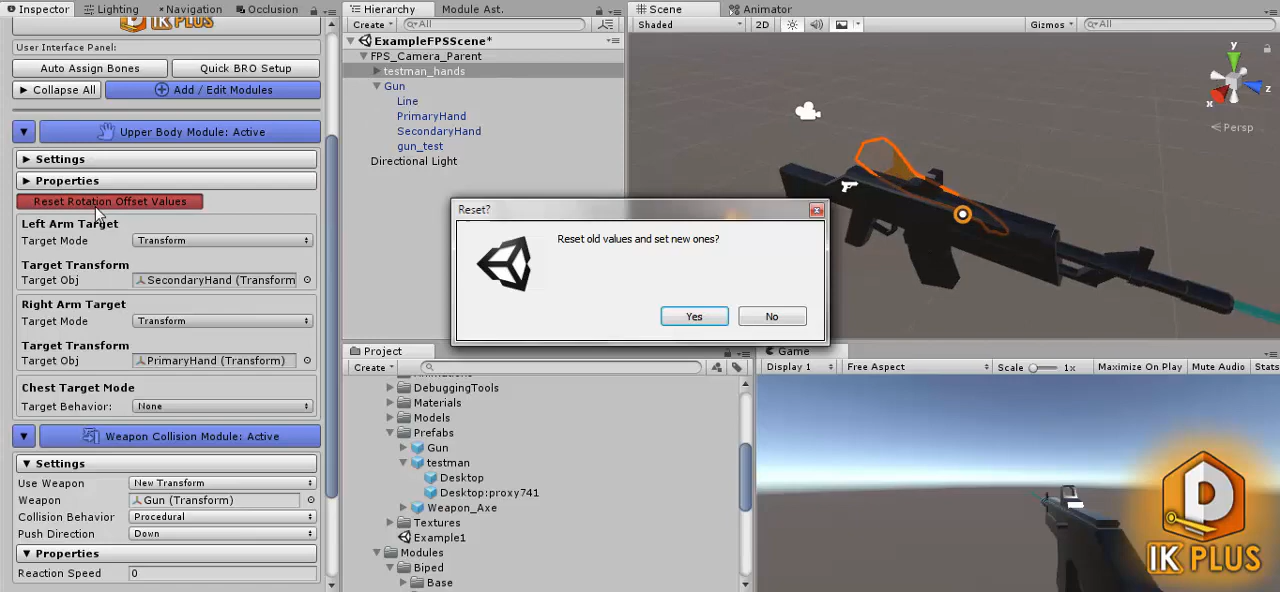 Inspector
Lighting
Navigation
Occlusion
IK PLUS
User Interface Panel:
Auto Assign Bones
Quick BRO Setup
Collapse All
Add / Edit Modules
Upper Body Module: Active
Settings
Properties
Reset Rotation Offset Values
Left Arm Target
Target Mode Transform
Target Transform
Target Obj SecondaryHand (Transform
Right Arm Target
Target Mode Transform
Target Transform
Target Obj PrimaryHand (Transform)
Chest Target Mode
Target Behavior: None
Weapon Collision Module: Active
Settings
Use Weapon New Transform
Weapon Gun (Transform)
Collision Behavior Procedural
Push Direction Down
Properties
Reaction Speed 0
Hierarchy
Module Ast.
Create All
ExampleFPSScene*
FPS_Camera_Parent
testman_hands
Gun
Line
PrimaryHand
SecondaryHand
gun_test
Directional Light
Scene
Animator
Shaded 2D Gizmos All
y
x
z
Persp
Reset?
Reset old values and set new ones?
Yes
No
Project
Create
DebuggingTools
Materials
Models
Prefabs
Gun
testman
Desktop
Desktop:proxy741
Weapon_Axe
Textures
Example1
Modules
Biped
Base
Game
Display 1 Free Aspect Scale 1x Maximize On Play Mute Audio Stats
IK PLUS